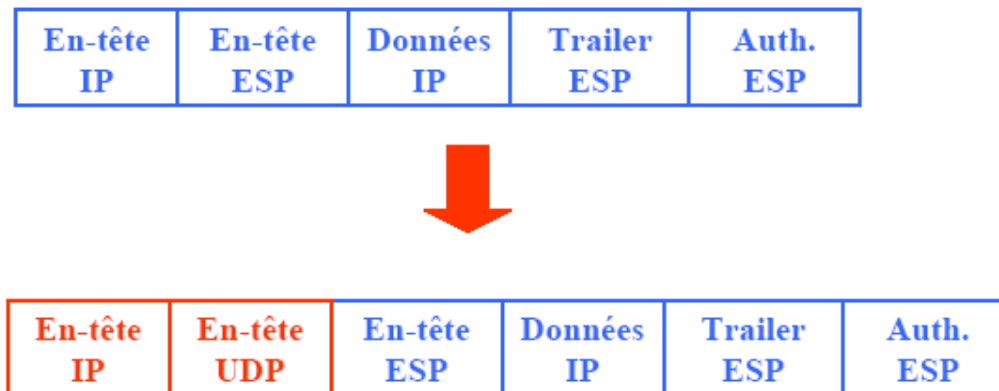 En-tête IP
En-tête ESP
Données IP
Trailer ESP
Auth. ESP
En-tête IP
En-tête UDP
En-tête ESP
Données IP
Trailer ESP
Auth. ESP